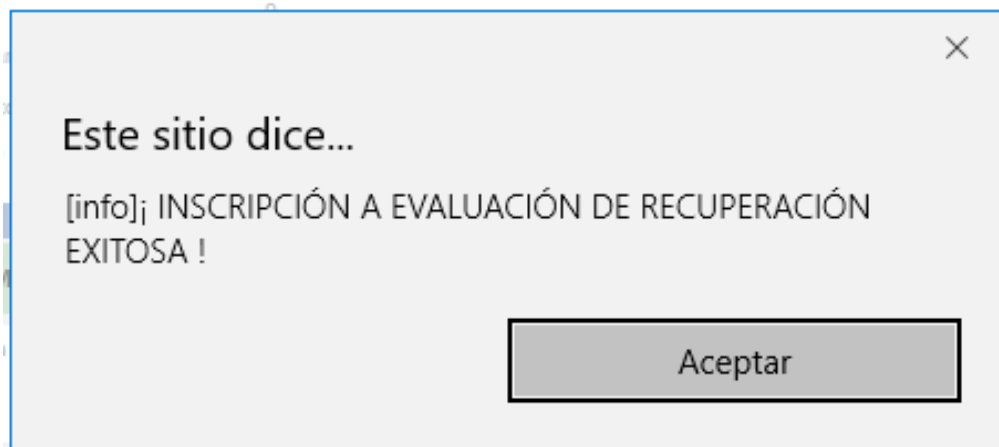 Este sitio dice...
[info]¡ INSCRIPCIÓN A EVALUACIÓN DE RECUPERACIÓN
EXITOSA !
Aceptar